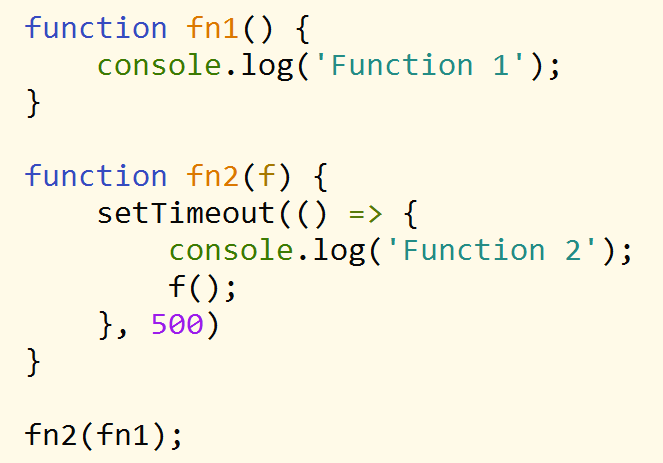 function fn1() {
    console.log('Function 1');
}

function fn2(f) {
    setTimeout(() => {
        console.log('Function 2');
        f();
    }, 500)
}

fn2(fn1);